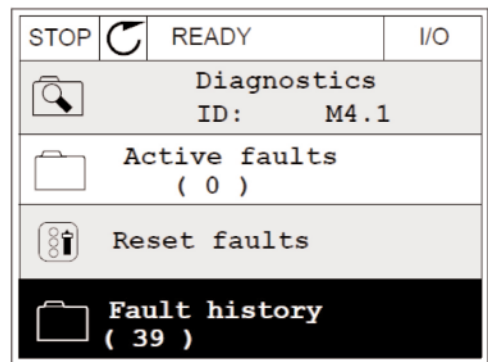 STOP READY I/O
Diagnostics
ID: M4.1
Active faults
( 0 )
Reset faults
Fault history
( 39 )